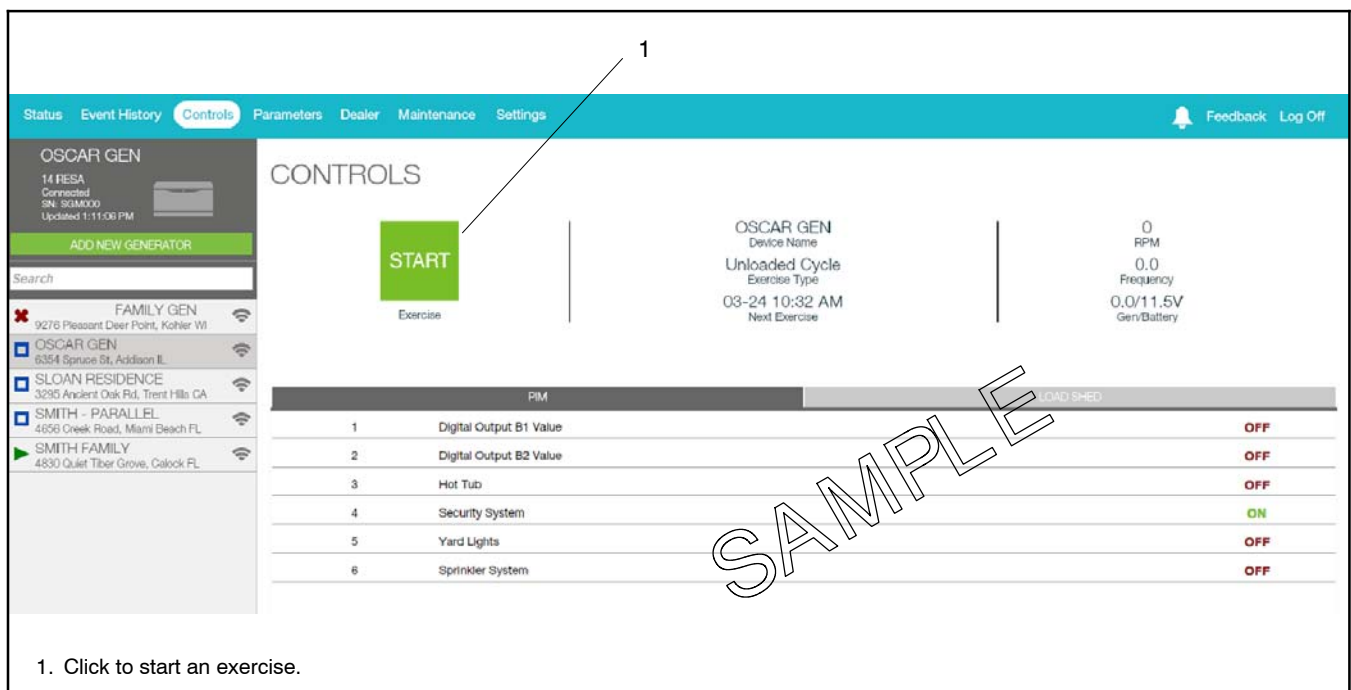 1
Status Event History Controls Parameters Dealer Maintenance Settings Feedback Log Off
OSCAR GEN
14 RESA
Connected
SN: SGM000
Updated 1:11:06 PM
ADD NEW GENERATOR
Search
FAMILY GEN
9276 Pleasant Deer Point, Kohler WI
OSCAR GEN
6354 Spruce St, Addison IL
SLOAN RESIDENCE
3295 Ancient Oak Rd, Trent Hills CA
SMITH - PARALLEL
4656 Creek Road, Miami Beach FL
SMITH FAMILY
4830 Quiet Tiber Grove, Calock FL
CONTROLS
START
Exercise
OSCAR GEN
Device Name
Unloaded Cycle
Exercise Type
03-24 10:32 AM
Next Exercise
0
RPM
0.0
Frequency
0.0/11.5V
Gen/Battery
PIM LOAD SHED
1 Digital Output B1 Value OFF
2 Digital Output B2 Value OFF
3 Hot Tub OFF
4 Security System ON
5 Yard Lights OFF
6 Sprinkler System OFF
SAMPLE
1. Click to start an exercise.